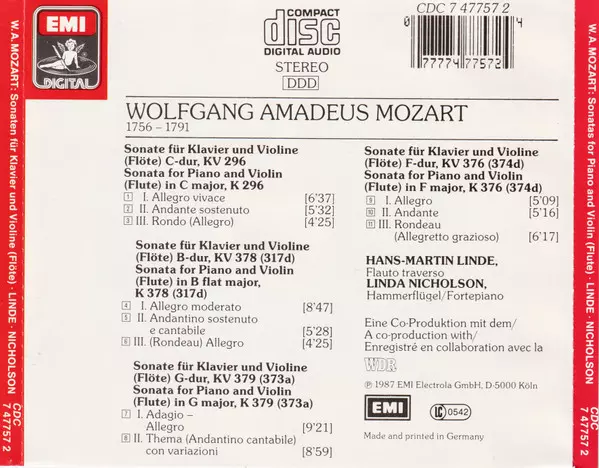 W. A. MOZART: Sonaten für Klavier und Violine (Flöte) · LINDE · NICHOLSON
CDC
7 47757 2
EMI
DIGITAL
COMPACT
disc
DIGITAL AUDIO
STEREO
DDD
CDC 7 47757 2
0 77774 77572 4
WOLFGANG AMADEUS MOZART
1756 – 1791
Sonate für Klavier und Violine
(Flöte) C-dur, KV 296
Sonata for Piano and Violin
(Flute) in C major, K 296
1 I. Allegro vivace [6'37]
2 II. Andante sostenuto [5'32]
3 III. Rondo (Allegro) [4'25]
Sonate für Klavier und Violine
(Flöte) B-dur, KV 378 (317d)
Sonata for Piano and Violin
(Flute) in B flat major,
K 378 (317d)
4 I. Allegro moderato [8'47]
5 II. Andantino sostenuto
e cantabile [5'28]
6 III. (Rondeau) Allegro [4'25]
Sonate für Klavier und Violine
(Flöte) G-dur, KV 379 (373a)
Sonata for Piano and Violin
(Flute) in G major, K 379 (373a)
7 I. Adagio –
Allegro [9'21]
8 II. Thema (Andantino cantabile)
con variazioni [8'59]
Sonate für Klavier und Violine
(Flöte) F-dur, KV 376 (374d)
Sonata for Piano and Violin
(Flute) in F major, K 376 (374d)
9 I. Allegro [5'09]
10 II. Andante [5'16]
11 III. Rondeau
(Allegretto grazioso) [6'17]
HANS-MARTIN LINDE,
Flauto traverso
LINDA NICHOLSON,
Hammerflügel/Fortepiano
Eine Co-Produktion mit dem/
A co-production with/
Enregistré en collaboration avec la
WDR
℗ 1987 EMI Electrola GmbH, D-5000 Köln
EMI
LC 0542
Made and printed in Germany
W. A. MOZART: Sonatas for Piano and Violin (Flute) · LINDE · NICHOLSON
CDC
7 47757 2